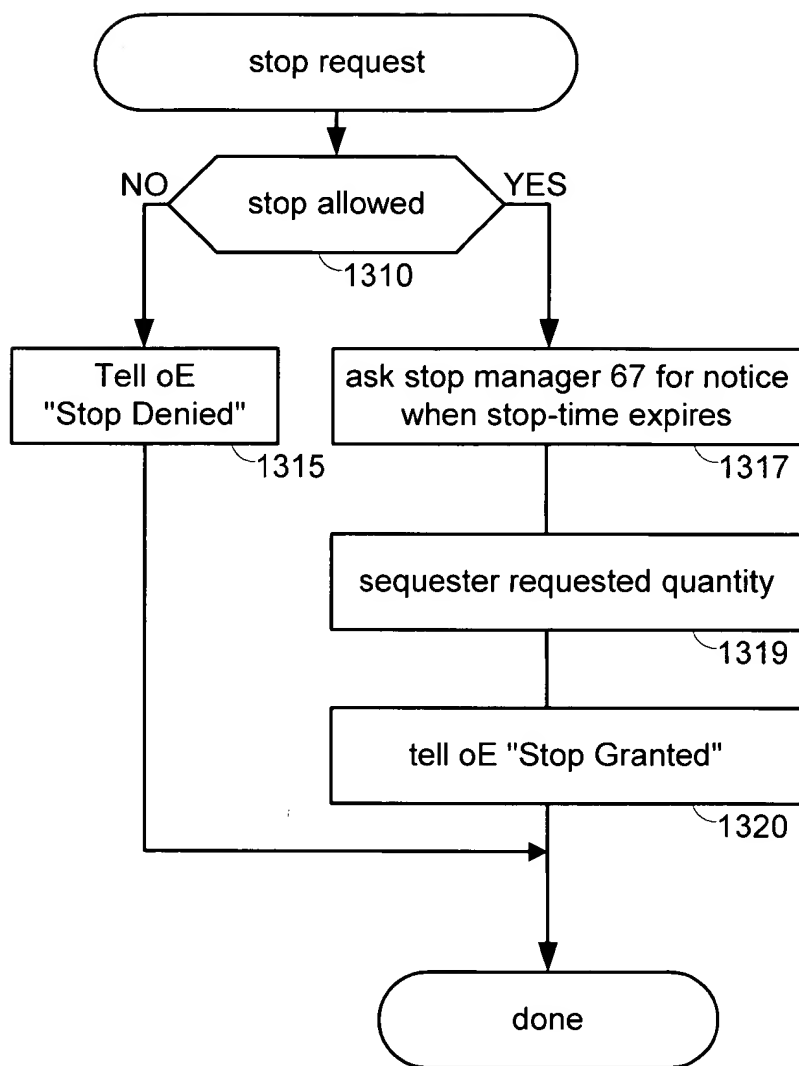 stop request
NO
YES
stop allowed
1310
Tell oE
"Stop Denied"
1315
ask stop manager 67 for notice
when stop-time expires
1317
sequester requested quantity
1319
tell oE "Stop Granted"
1320
done